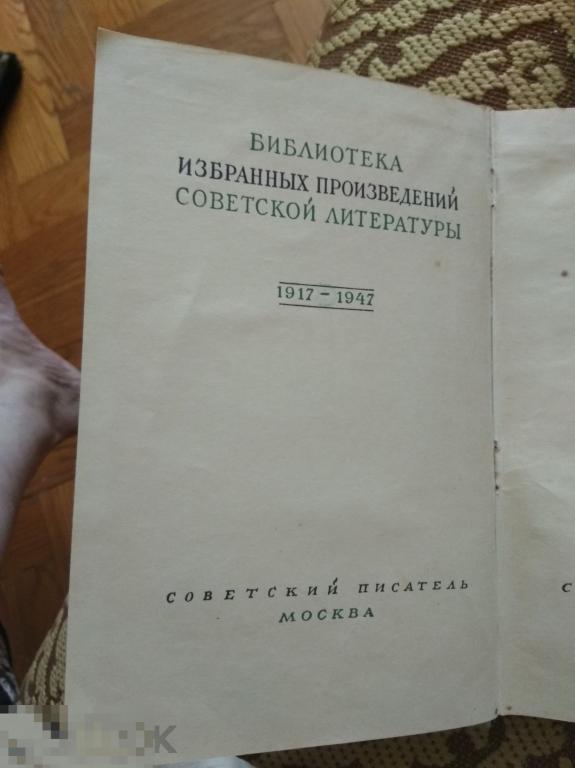 БИБЛИОТЕКА
ИЗБРАННЫХ ПРОИЗВЕДЕНИЙ
СОВЕТСКОЙ ЛИТЕРАТУРЫ
1917 – 1947
СОВЕТСКИЙ ПИСАТЕЛЬ
МОСКВА
С